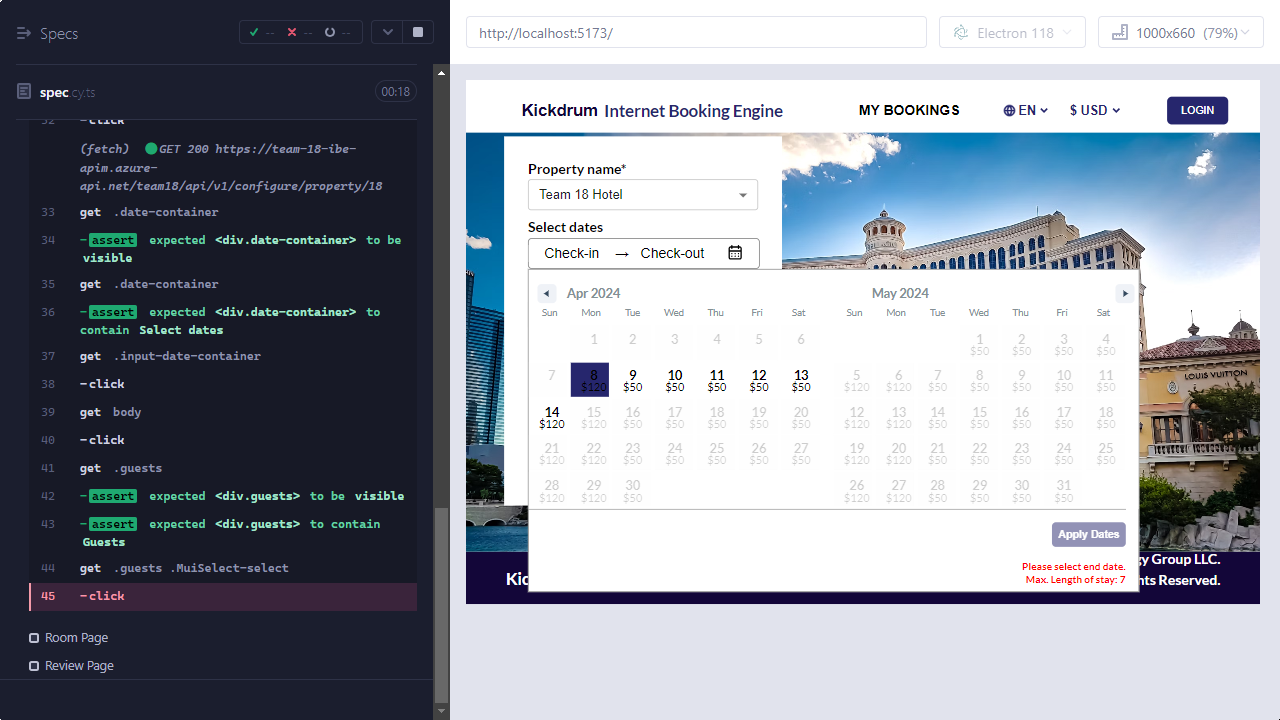 Specs
-- -- --
spec.cy.ts
00:18
32 -click
(fetch) GET 200 https://team-18-ibe-
apim.azure-
api.net/team18/api/v1/configure/property/18
33 get .date-container
34 -assert expected <div.date-container> to be
visible
35 get .date-container
36 -assert expected <div.date-container> to
contain Select dates
37 get .input-date-container
38 -click
39 get body
40 -click
41 get .guests
42 -assert expected <div.guests> to be visible
43 -assert expected <div.guests> to contain
Guests
44 get .guests .MuiSelect-select
45 -click
Room Page
Review Page
http://localhost:5173/
Electron 118
1000x660 (79%)
Kickdrum Internet Booking Engine
MY BOOKINGS
EN
$ USD
LOGIN
Property name*
Team 18 Hotel
Select dates
Check-in → Check-out
Apr 2024
Sun Mon Tue Wed Thu Fri Sat
1 2 3 4 5 6
7 8 9 10 11 12 13
$120 $50 $50 $50 $50 $50
14 15 16 17 18 19 20
$120 $120 $50 $50 $50 $50 $50
21 22 23 24 25 26 27
$120 $120 $50 $50 $50 $50 $50
28 29 30
$120 $120 $50
May 2024
Sun Mon Tue Wed Thu Fri Sat
1 2 3 4
$50 $50 $50 $50
5 6 7 8 9 10 11
$120 $120 $50 $50 $50 $50 $50
12 13 14 15 16 17 18
$120 $120 $50 $50 $50 $50 $50
19 20 21 22 23 24 25
$120 $120 $50 $50 $50 $50 $50
26 27 28 29 30 31
$120 $120 $50 $50 $50 $50
Apply Dates
Please select end date.
Max. Length of stay: 7
LOUIS VUITTON
Kic
gy Group LLC.
nts Reserved.